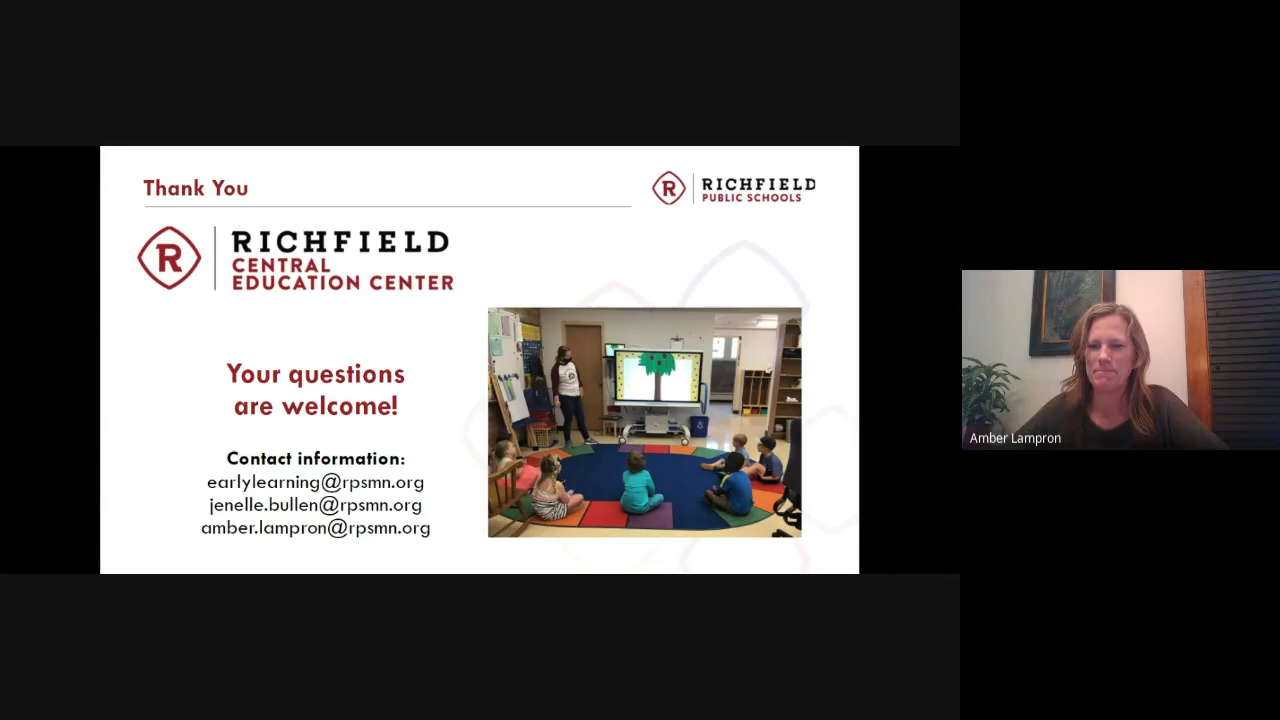 Thank You
R RICHFIELD
PUBLIC SCHOOLS
R RICHFIELD
CENTRAL
EDUCATION CENTER
Your questions
are welcome!
Contact information:
earlylearning@rpsmn.org
jenelle.bullen@rpsmn.org
amber.lampron@rpsmn.org
Amber Lampron